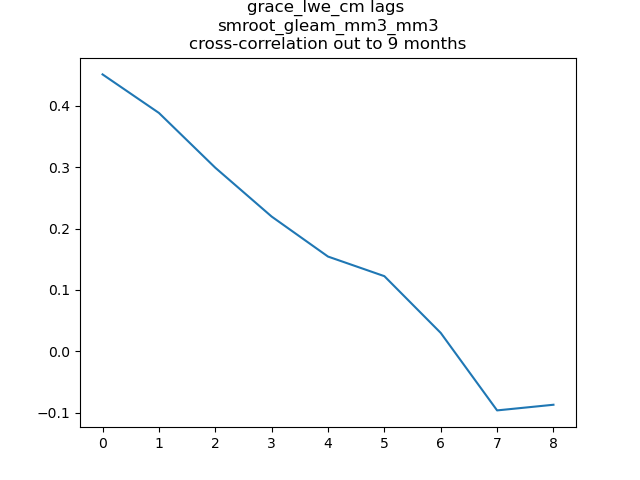 grace_lwe_cm lags
smroot_gleam_mm3_mm3
cross-correlation out to 9 months
0.4
0.3
0.2
0.1
0.0
−0.1
0 1 2 3 4 5 6 7 8